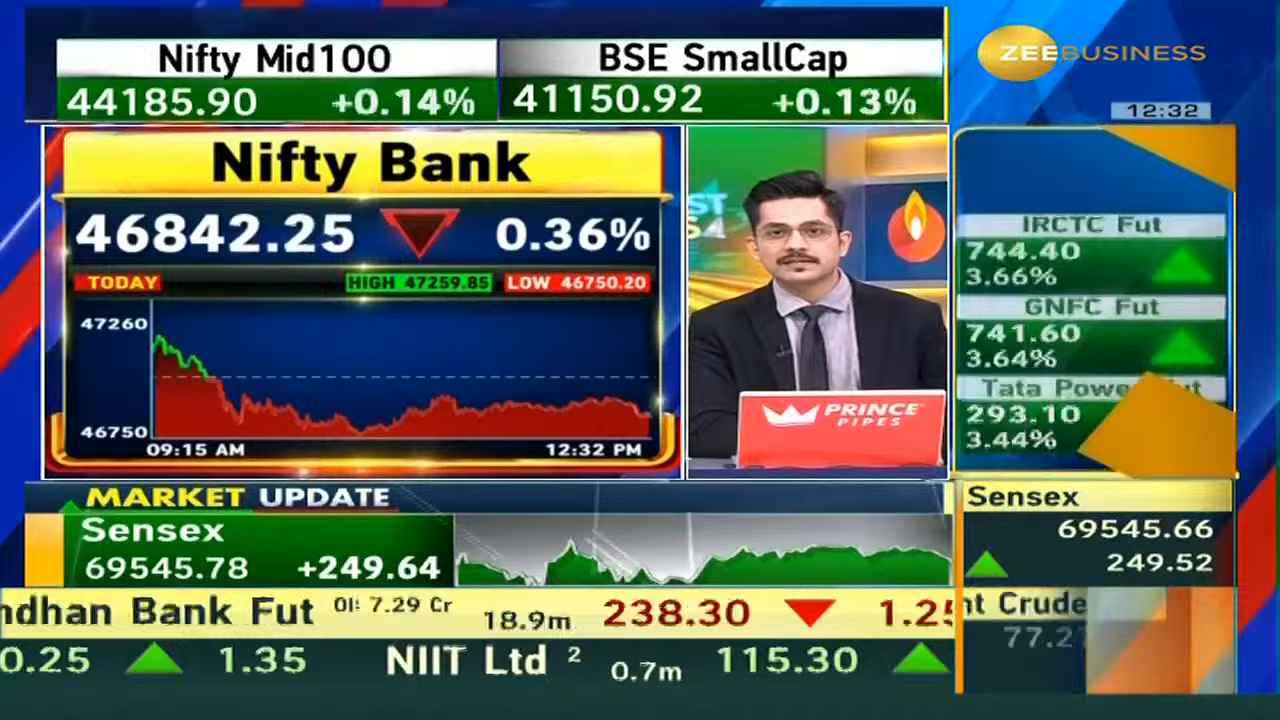 Nifty Mid100
44185.90 +0.14%
BSE SmallCap
41150.92 +0.13%
ZEEBUSINESS
12:32
Nifty Bank
46842.25 0.36%
TODAY HIGH 47259.85 LOW 46750.20
47260
46750
09:15 AM 12:32 PM
PRINCE
PIPES
IRCTC Fut
744.40
3.66%
GNFC Fut
741.60
3.64%
Tata
293.10
3.44%
MARKET UPDATE
Sensex
69545.78 +249.64
Sensex
69545.66
249.52
Bank Fut OI: 7.29 Cr 18.9m 238.30
Crude
0.25 1.35 NIIT Ltd 2 0.7m 115.30